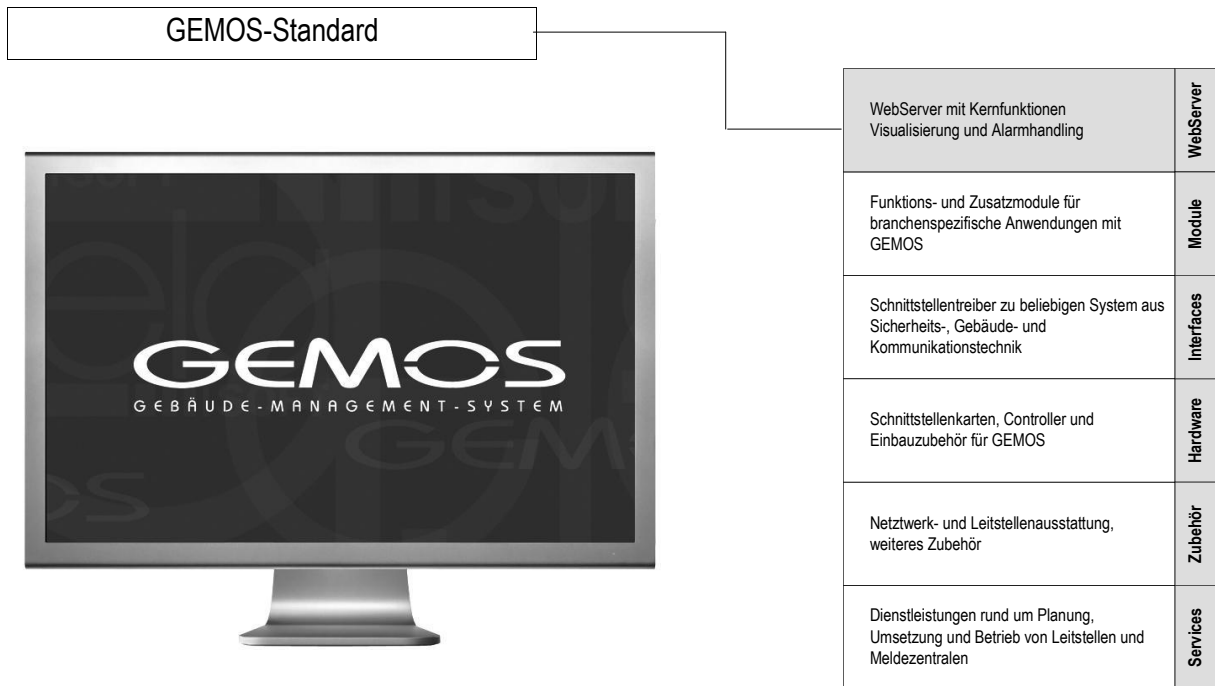 GEMOS-Standard
GEMOS
GEBÄUDE-MANAGEMENT-SYSTEM
GEM
OS
WebServer mit Kernfunktionen
Visualisierung und Alarmhandling
WebServer
Funktions- und Zusatzmodule für
branchenspezifische Anwendungen mit
GEMOS
Module
Schnittstellentreiber zu beliebigen System aus
Sicherheits-, Gebäude- und
Kommunikationstechnik
Interfaces
Schnittstellenkarten, Controller und
Einbauzubehör für GEMOS
Hardware
Netztwerk- und Leitstellenausstattung,
weiteres Zubehör
Zubehör
Dienstleistungen rund um Planung,
Umsetzung und Betrieb von Leitstellen und
Meldezentralen
Services